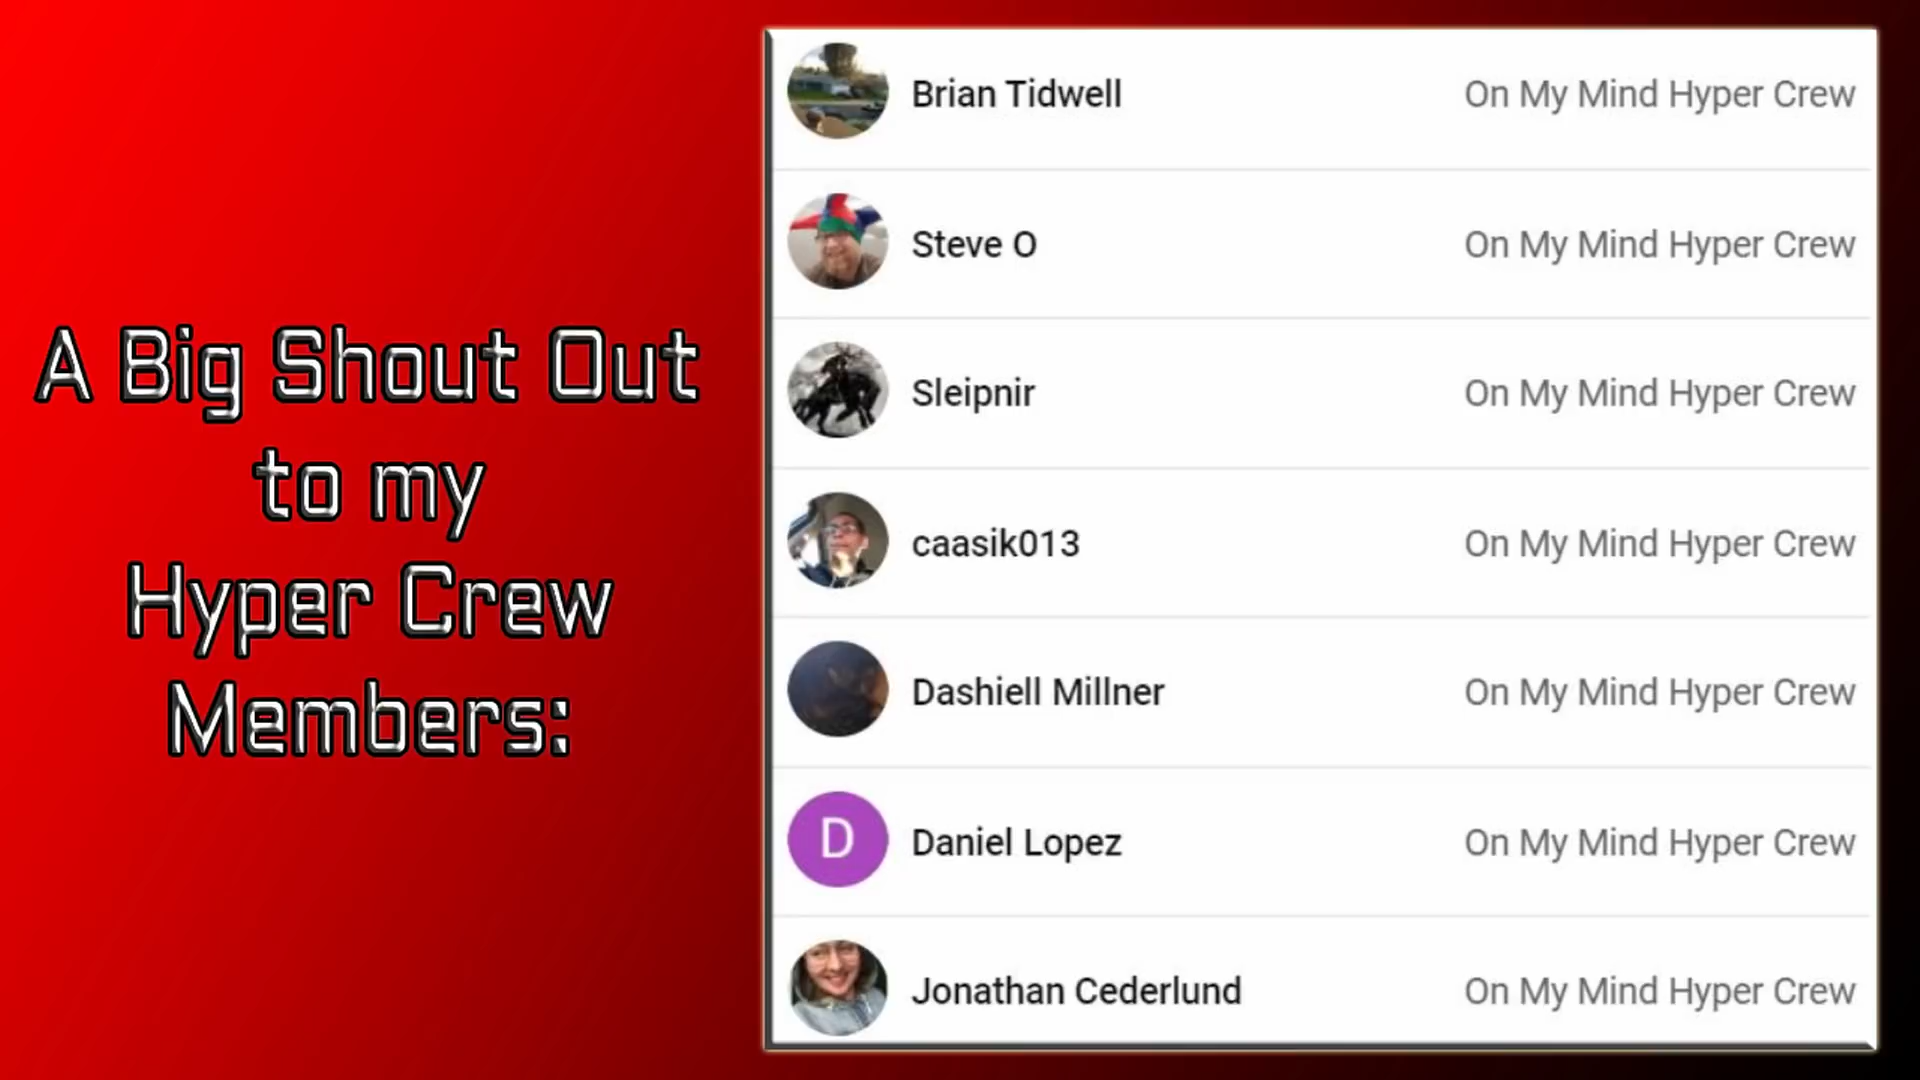 A Big Shout Out
to my
Hyper Crew
Members:
Brian Tidwell On My Mind Hyper Crew
Steve O On My Mind Hyper Crew
Sleipnir On My Mind Hyper Crew
caasik013 On My Mind Hyper Crew
Dashiell Millner On My Mind Hyper Crew
D Daniel Lopez On My Mind Hyper Crew
Jonathan Cederlund On My Mind Hyper Crew